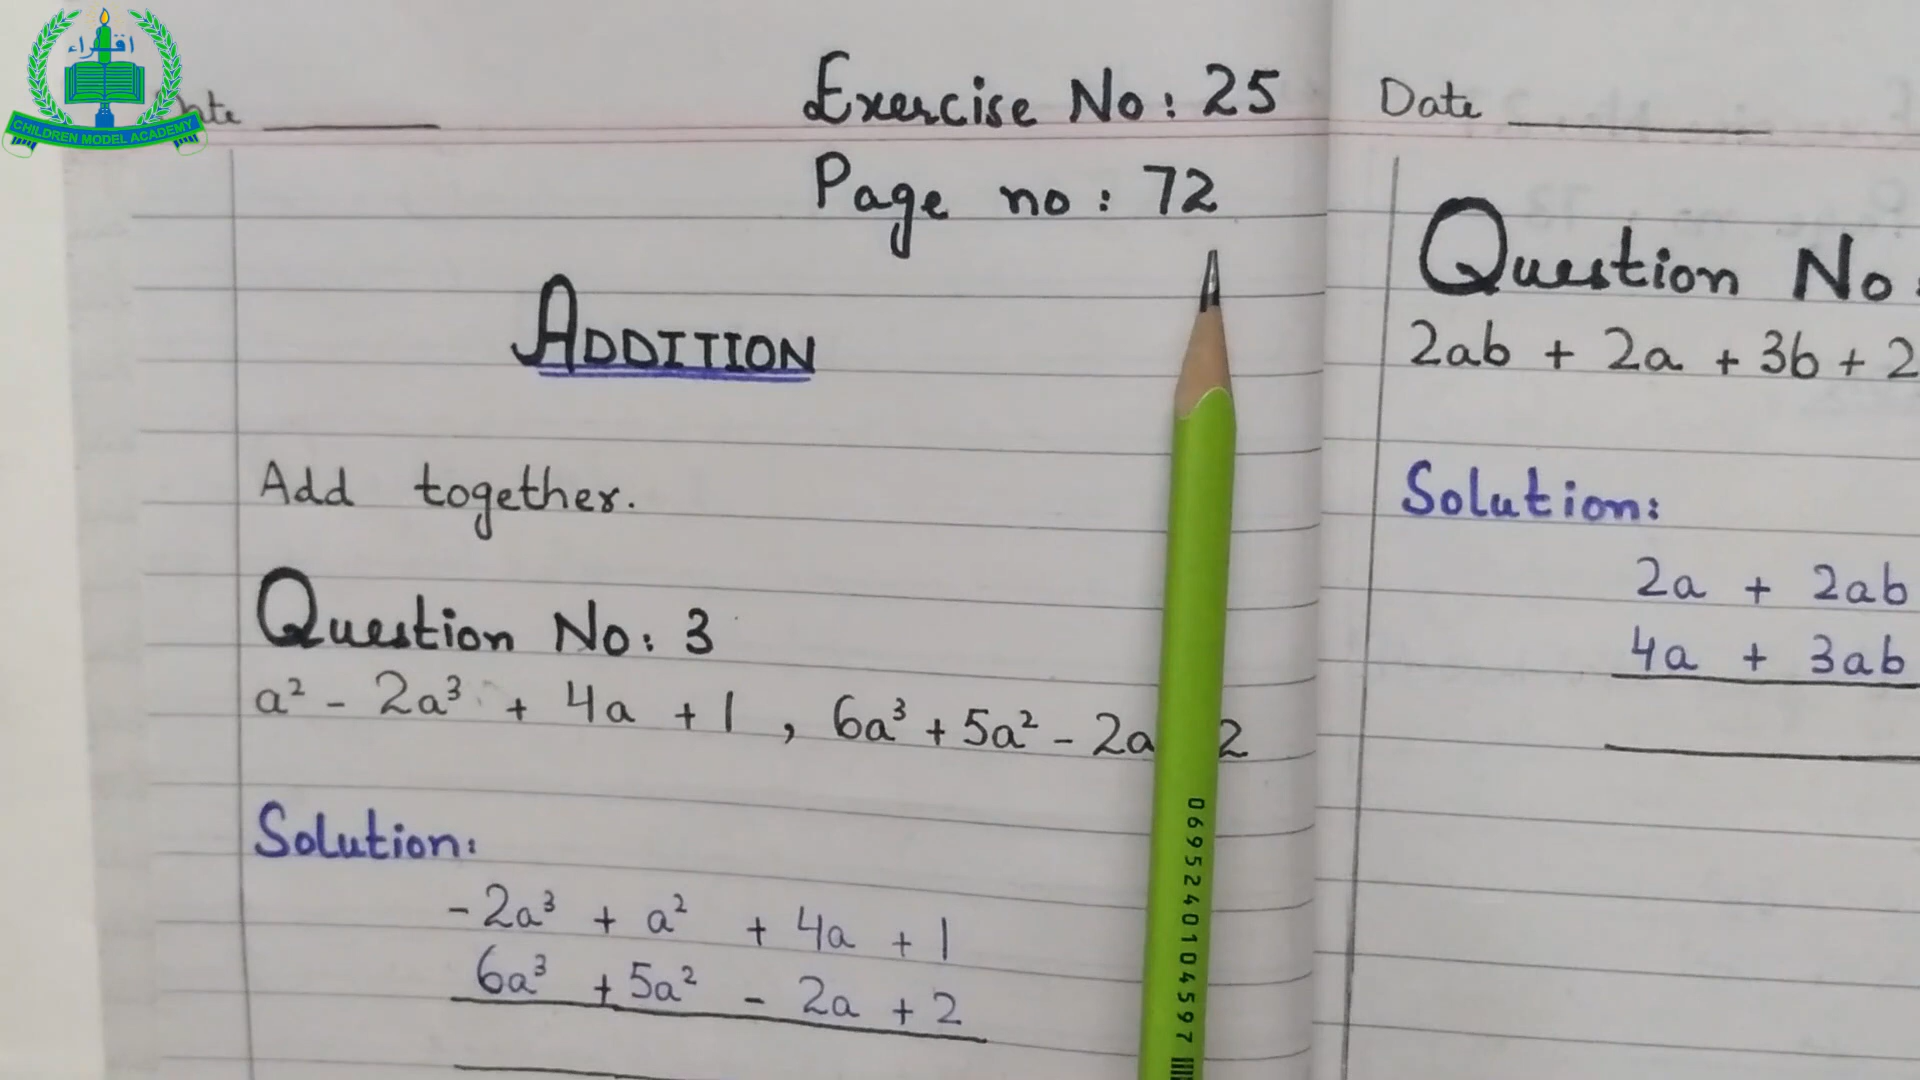 اقراء
CHILDREN MODEL ACADEMY
Exercise No: 25
Page no: 72
ADDITION
Add together.
Question No: 3
a² - 2a³ + 4a + 1 , 6a³ + 5a² - 2a 2
Solution:
-2a³ + a² + 4a + 1
6a³ + 5a² - 2a + 2
0695240104597
Date
Question No:
2ab + 2a + 3b + 2
Solution:
2a + 2ab
4a + 3ab